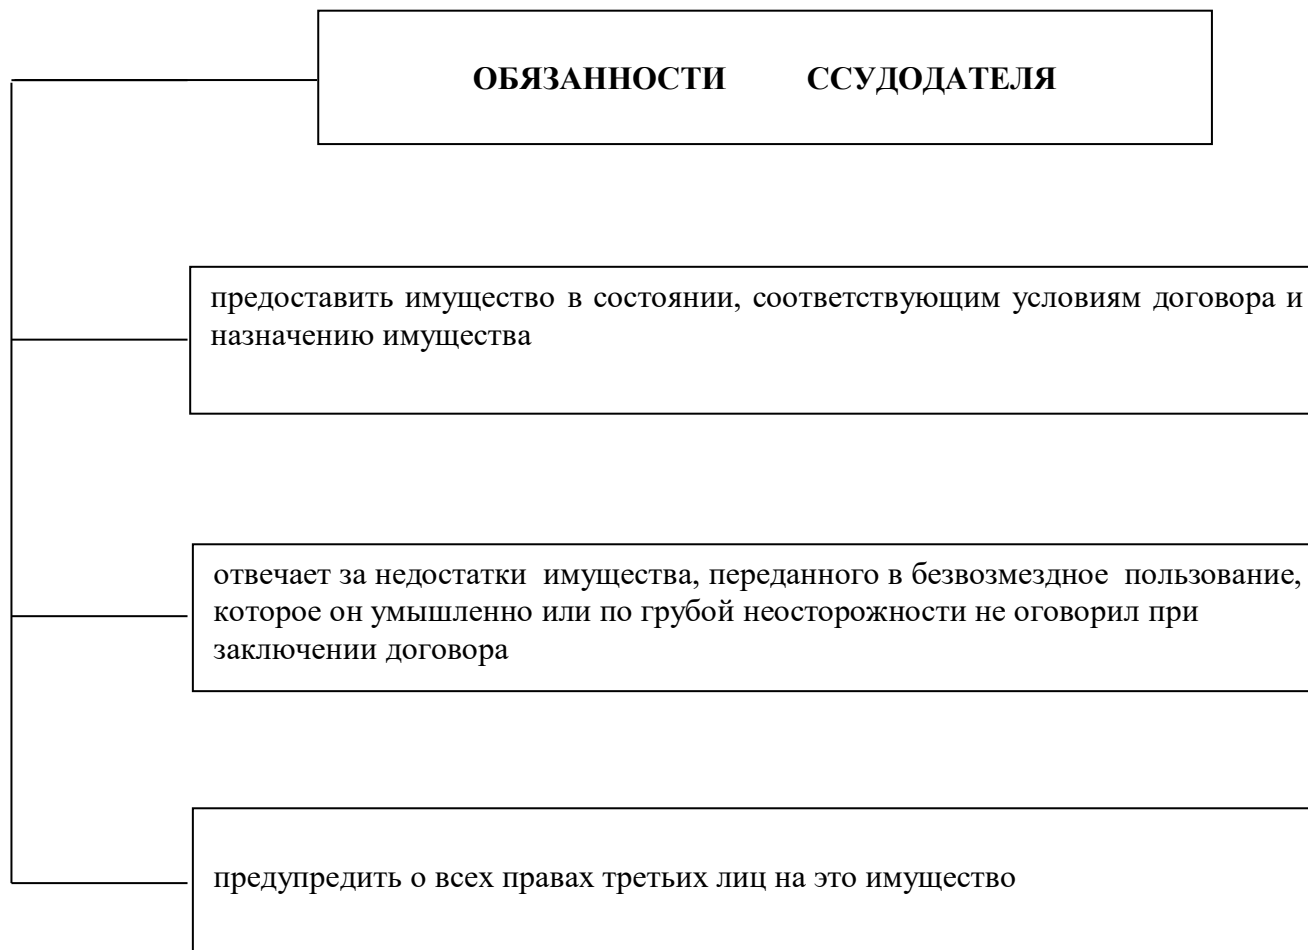 ОБЯЗАННОСТИ ССУДОДАТЕЛЯ
предоставить имущество в состоянии, соответствующим условиям договора и
назначению имущества
отвечает за недостатки имущества, переданного в безвозмездное пользование,
которое он умышленно или по грубой неосторожности не оговорил при
заключении договора
предупредить о всех правах третьих лиц на это имущество